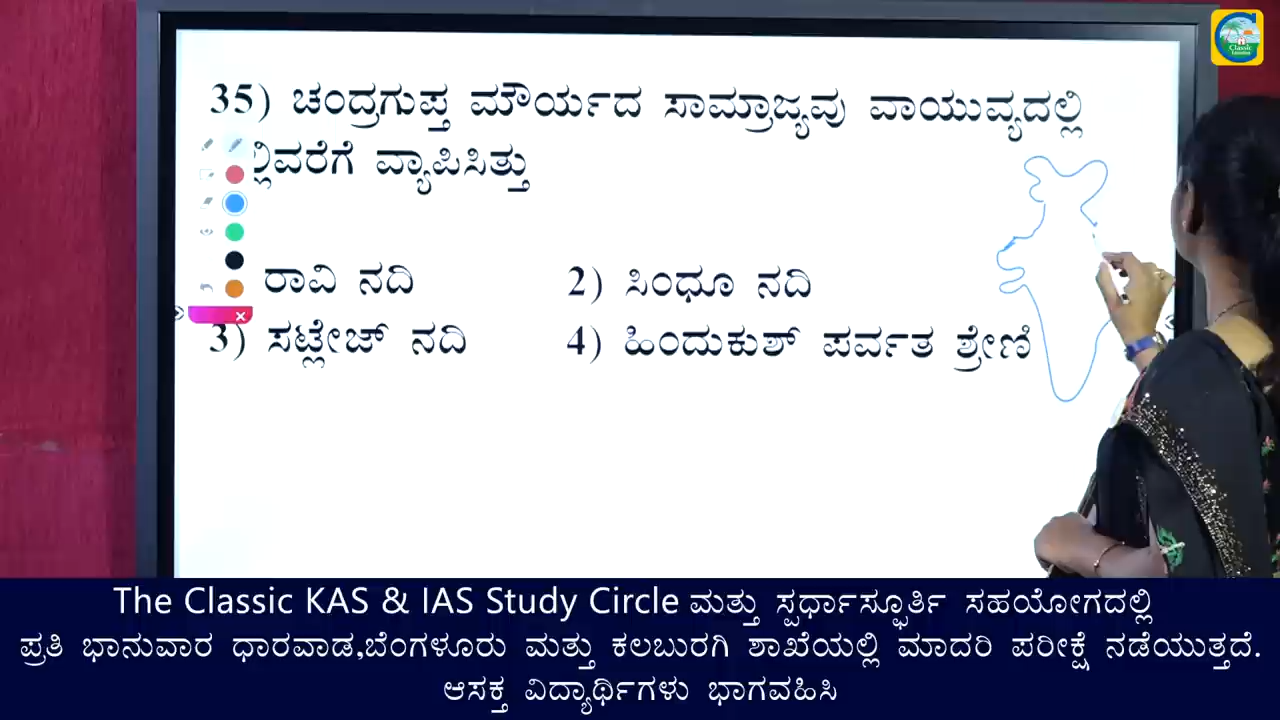 35) ಚಂದ್ರಗುಪ್ತ ಮೌರ್ಯದ ಸಾಮ್ರಾಜ್ಯವು ವಾಯುವ್ಯದಲ್ಲಿ
ವ್ಯಾಪಿಸಿತ್ತು
ರಾವಿ ನದಿ 2) ಸಿಂಧೂ ನದಿ
3) ಸಟ್ಲೇಜ್ ನದಿ 4) ಹಿಂದುಕುಶ್ ಪರ್ವತ ಶ್ರೇಣಿ
Classic
The Classic KAS & IAS Study Circle ಮತ್ತು ಸ್ಪರ್ಧಾಸ್ಫೂರ್ತಿ ಸಹಯೋಗದಲ್ಲಿ
ಪ್ರತಿ ಭಾನುವಾರ ಧಾರವಾಡ,ಬೆಂಗಳೂರು ಮತ್ತು ಕಲಬುರಗಿ ಶಾಖೆಯಲ್ಲಿ ಮಾದರಿ ಪರೀಕ್ಷೆ ನಡೆಯುತ್ತದೆ.
ಆಸಕ್ತ ವಿದ್ಯಾರ್ಥಿಗಳು ಭಾಗವಹಿಸಿ